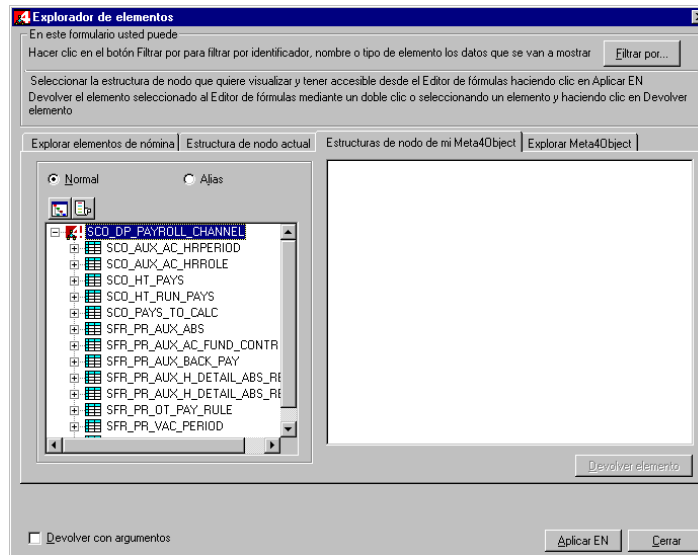 Explorador de elementos
En este formulario usted puede
Hacer clic en el botón Filtrar por para filtrar por identificador, nombre o tipo de elemento los datos que se van a mostrar
Filtrar por...
Seleccionar la estructura de nodo que quiere visualizar y tener accesible desde el Editor de fórmulas haciendo clic en Aplicar EN
Devolver el elemento seleccionado al Editor de fórmulas mediante un doble clic o seleccionando un elemento y haciendo clic en Devolver
elemento
Explorar elementos de nómina
Estructura de nodo actual
Estructuras de nodo de mi Meta4Object
Explorar Meta4Object
Normal
Alias
SCO_DP_PAYROLL_CHANNEL
SCO_AUX_AC_HRPERIOD
SCO_AUX_AC_HRROLE
SCO_HT_PAYS
SCO_HT_RUN_PAYS
SCO_PAYS_TO_CALC
SFR_PR_AUX_ABS
SFR_PR_AUX_AC_FUND_CONTR
SFR_PR_AUX_BACK_PAY
SFR_PR_AUX_H_DETAIL_ABS_RE
SFR_PR_AUX_H_DETAIL_ABS_RE
SFR_PR_OT_PAY_RULE
SFR_PR_VAC_PERIOD
Devolver elemento
Devolver con argumentos
Aplicar EN
Cerrar